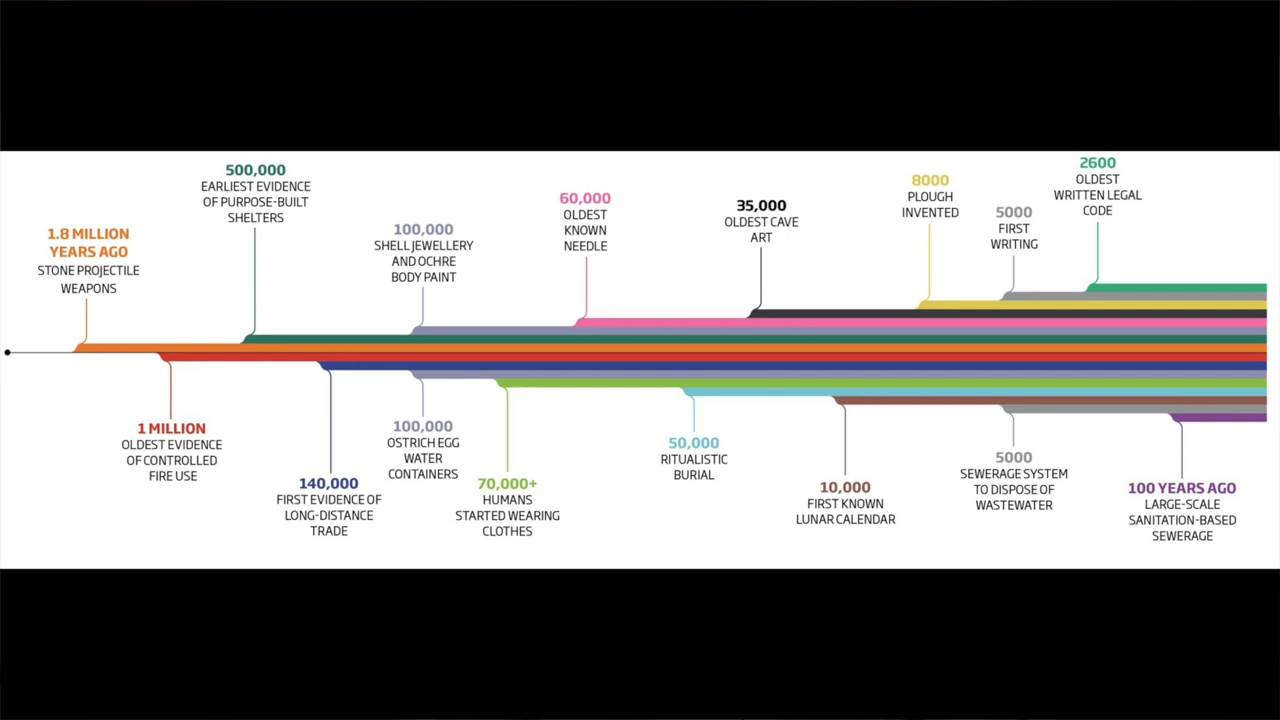 1.8 MILLION
YEARS AGO
STONE PROJECTILE
WEAPONS
500,000
EARLIEST EVIDENCE
OF PURPOSE-BUILT
SHELTERS
100,000
SHELL JEWELLERY
AND OCHRE
BODY PAINT
60,000
OLDEST
KNOWN
NEEDLE
35,000
OLDEST CAVE
ART
8000
PLOUGH
INVENTED
5000
FIRST
WRITING
2600
OLDEST
WRITTEN LEGAL
CODE
1 MILLION
OLDEST EVIDENCE
OF CONTROLLED
FIRE USE
140,000
FIRST EVIDENCE OF
LONG-DISTANCE
TRADE
100,000
OSTRICH EGG
WATER
CONTAINERS
70,000+
HUMANS
STARTED WEARING
CLOTHES
50,000
RITUALISTIC
BURIAL
10,000
FIRST KNOWN
LUNAR CALENDAR
5000
SEWERAGE SYSTEM
TO DISPOSE OF
WASTEWATER
100 YEARS AGO
LARGE-SCALE
SANITATION-BASED
SEWERAGE